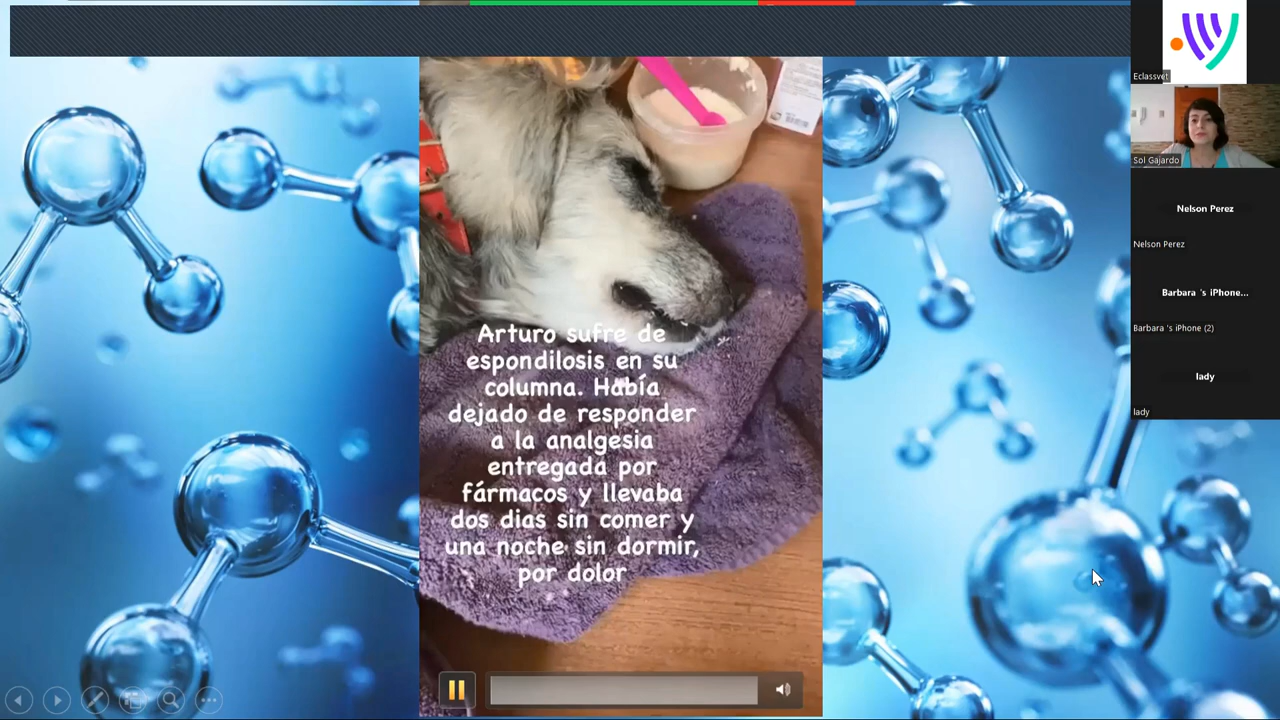 Eclassvet
Sol Gajardo
Nelson Perez
Nelson Perez
Barbara 's iPhone...
Barbara 's iPhone (2)
lady
lady
Arturo sufre de
espondilosis en su
columna. Había
dejado de responder
a la analgesia
entregada por
fármacos y llevaba
dos dias sin comer y
una noche sin dormir,
por dolor